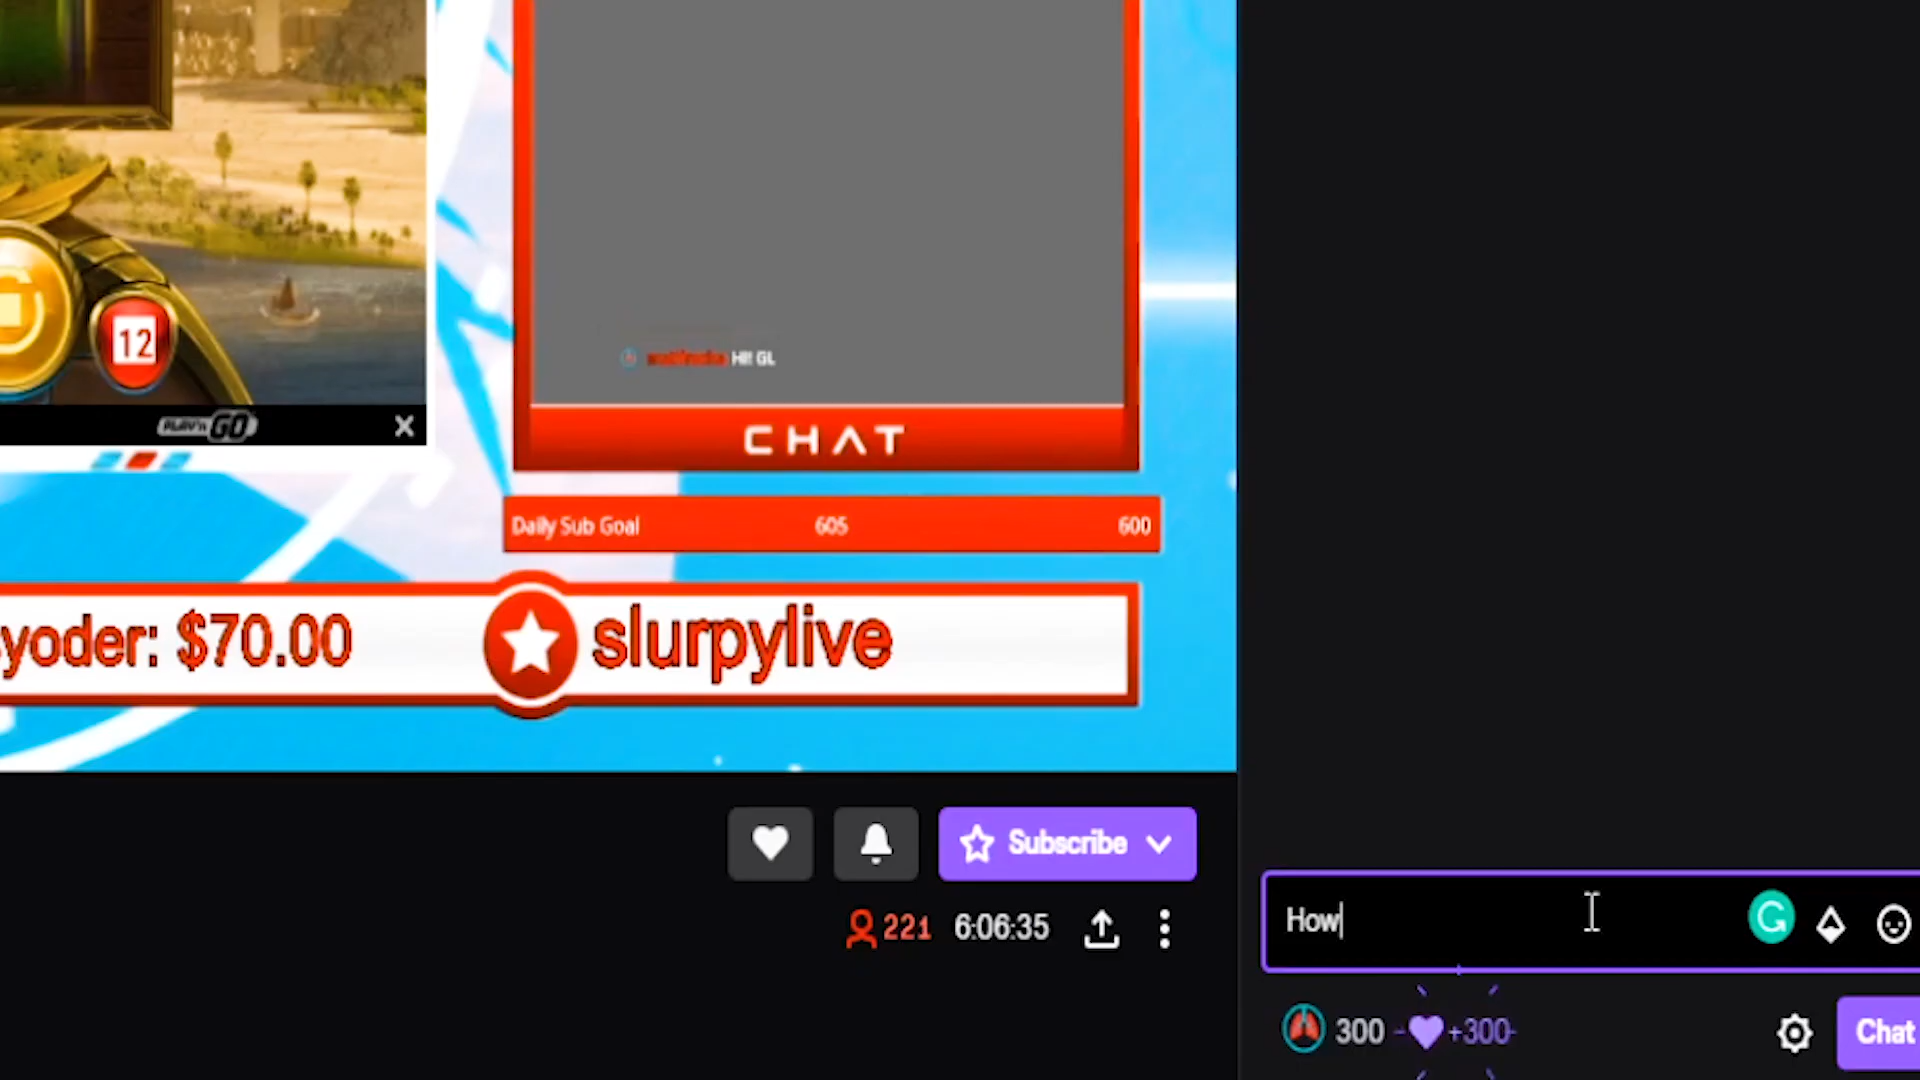 12
PLAY'n GO
X
HI! GL
CHAT
Daily Sub Goal 605 600
yoder: $70.00
slurpylive
Subscribe
221 6:06:35
How
300 +300
Chat